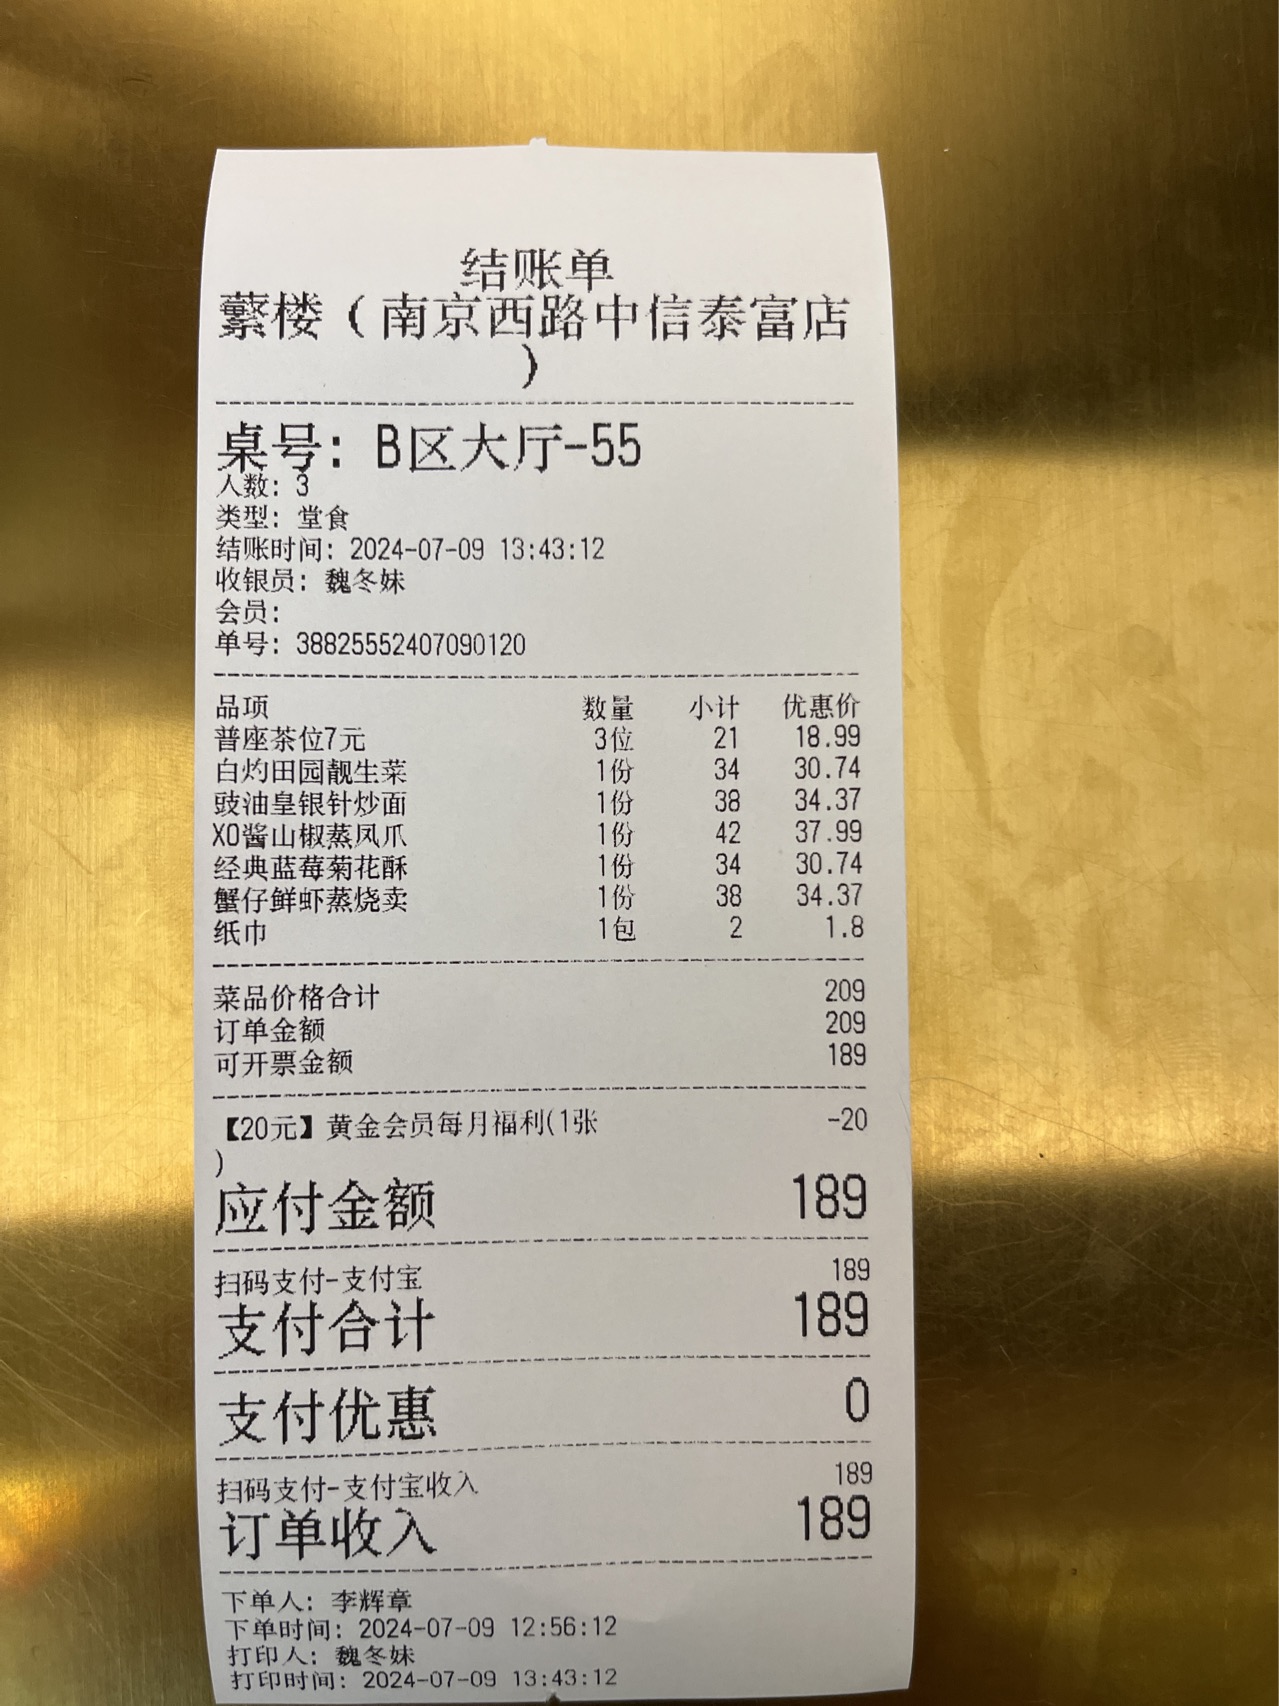 结账单
蘩楼（南京西路中信泰富店
）
桌号: B区大厅-55
人数: 3
类型: 堂食
结账时间: 2024-07-09 13:43:12
收银员: 魏冬妹
会员:
单号: 38825552407090120
品项 数量 小计 优惠价
普座茶位7元 3位 21 18.99
白灼田园靓生菜 1份 34 30.74
豉油皇银针炒面 1份 38 34.37
XO酱山椒蒸凤爪 1份 42 37.99
经典蓝莓菊花酥 1份 34 30.74
蟹仔鲜虾蒸烧卖 1份 38 34.37
纸巾 1包 2 1.8
菜品价格合计 209
订单金额 209
可开票金额 189
【20元】黄金会员每月福利(1张 -20
)
应付金额 189
扫码支付-支付宝 189
支付合计 189
支付优惠 0
扫码支付-支付宝收入 189
订单收入 189
下单人: 李辉章
下单时间: 2024-07-09 12:56:12
打印人: 魏冬妹
打印时间: 2024-07-09 13:43:12